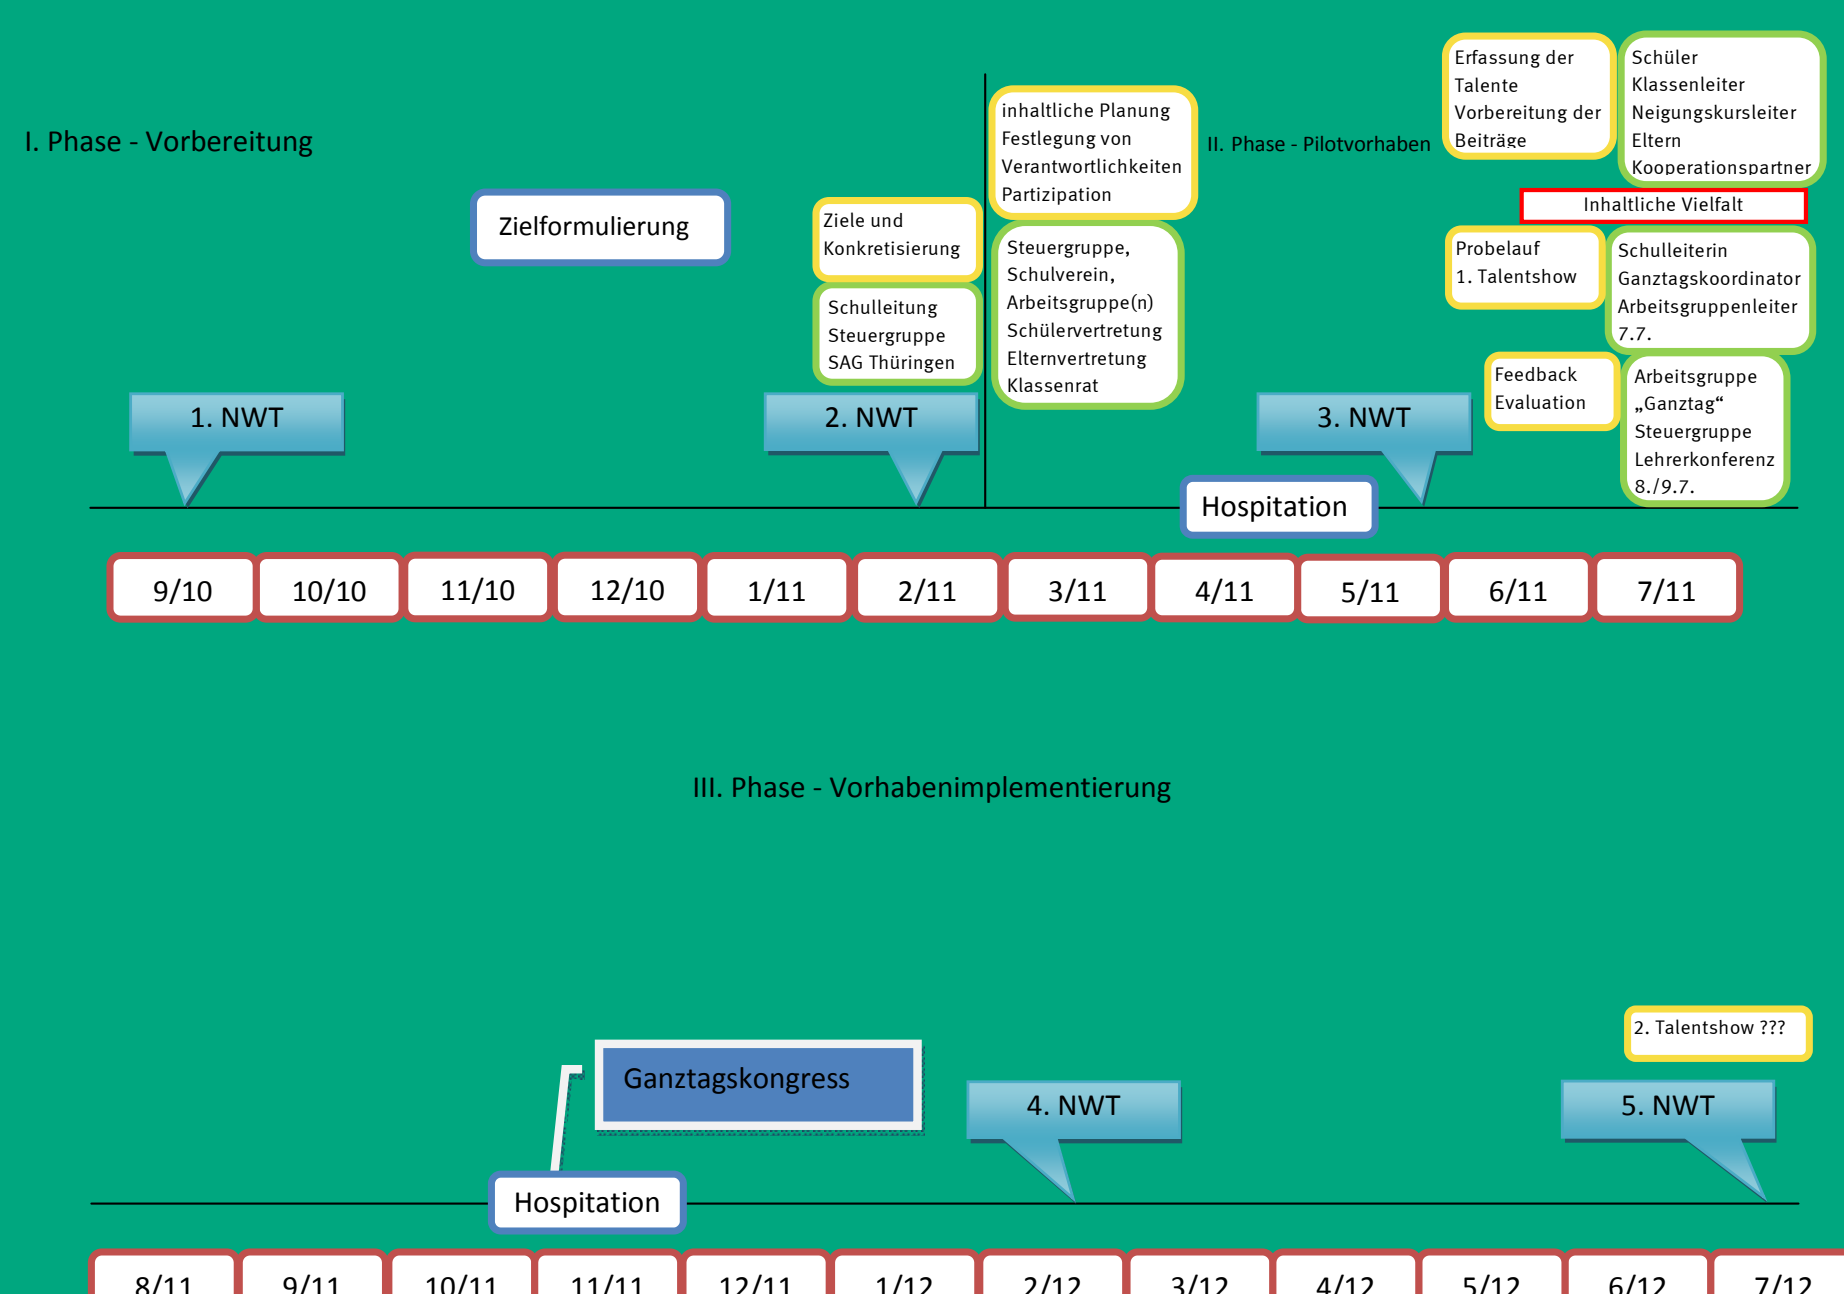 I. Phase - Vorbereitung
Zielformulierung
Ziele und
Konkretisierung
Schulleitung
Steuergruppe
SAG Thüringen
inhaltliche Planung
Festlegung von
Verantwortlichkeiten
Partizipation
Steuergruppe,
Schulverein,
Arbeitsgruppe(n)
Schülervertretung
Elternvertretung
Klassenrat
II. Phase - Pilotvorhaben
Erfassung der
Talente
Vorbereitung der
Beiträge
Schüler
Klassenleiter
Neigungskursleiter
Eltern
Kooperationspartner
Inhaltliche Vielfalt
Probelauf
1. Talentshow
Schulleiterin
Ganztagskoordinator
Arbeitsgruppenleiter
7.7.
Feedback
Evaluation
Arbeitsgruppe
„Ganztag“
Steuergruppe
Lehrerkonferenz
8./9.7.
1. NWT
2. NWT
3. NWT
Hospitation
9/10
10/10
11/10
12/10
1/11
2/11
3/11
4/11
5/11
6/11
7/11
III. Phase - Vorhabenimplementierung
2. Talentshow ???
Ganztagskongress
4. NWT
5. NWT
Hospitation
8/11
9/11
10/11
11/11
12/11
1/12
2/12
3/12
4/12
5/12
6/12
7/12